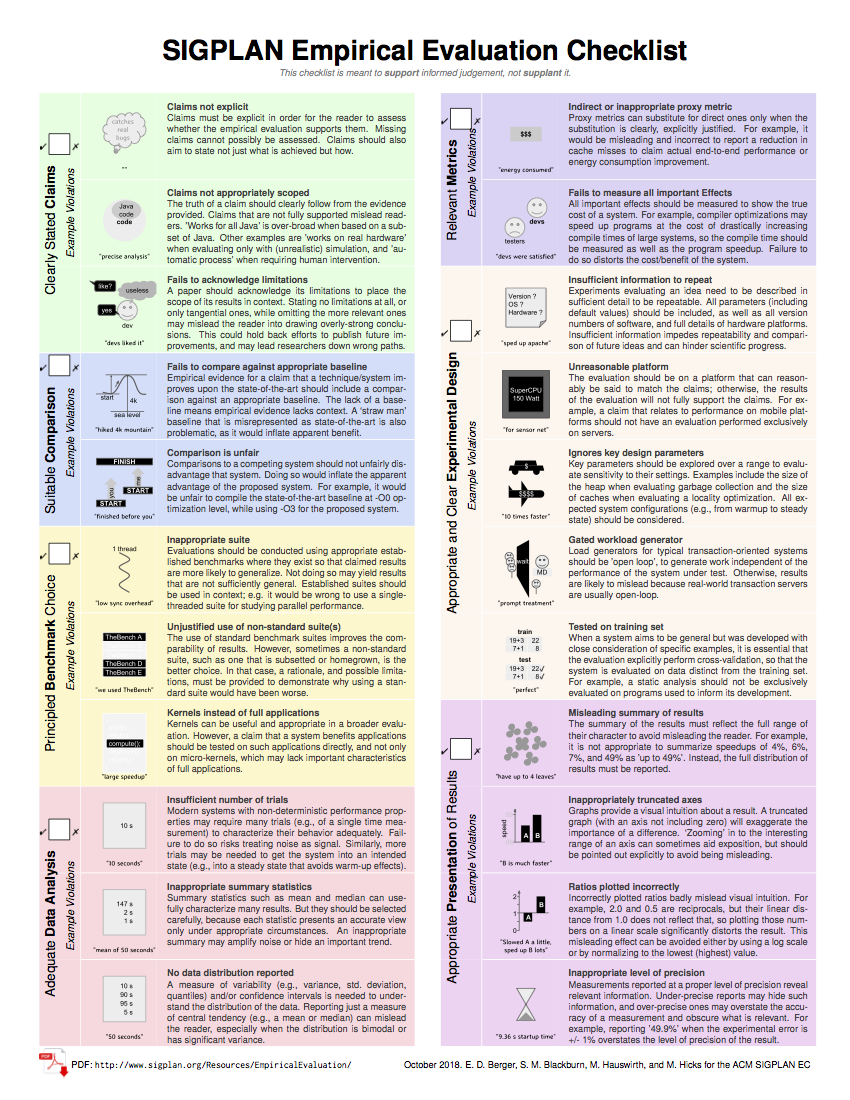 SIGPLAN Empirical Evaluation Checklist
This checklist is meant to support informed judgement, not supplant it.
Clearly Stated Claims
Example Violations
✓ ✗
catches
real
bugs
"..."
Claims not explicit
Claims must be explicit in order for the reader to assess
whether the empirical evaluation supports them. Missing
claims cannot possibly be assessed. Claims should also
aim to state not just what is achieved but how.
Java
code
code
"precise analysis"
Claims not appropriately scoped
The truth of a claim should clearly follow from the evidence
provided. Claims that are not fully supported mislead read-
ers. 'Works for all Java' is over-broad when based on a sub-
set of Java. Other examples are 'works on real hardware'
when evaluating only with (unrealistic) simulation, and 'au-
tomatic process' when requiring human intervention.
like?
useless
yes
dev
"devs liked it"
Fails to acknowledge limitations
A paper should acknowledge its limitations to place the
scope of its results in context. Stating no limitations at all, or
only tangential ones, while omitting the more relevant ones
may mislead the reader into drawing overly-strong conclu-
sions. This could hold back efforts to publish future im-
provements, and may lead researchers down wrong paths.
Suitable Comparison
Example Violations
✓ ✗
start
4k
sea level
"hiked 4k mountain"
Fails to compare against appropriate baseline
Empirical evidence for a claim that a technique/system im-
proves upon the state-of-the-art should include a compar-
ison against an appropriate baseline. The lack of a base-
line means empirical evidence lacks context. A 'straw man'
baseline that is misrepresented as state-of-the-art is also
problematic, as it would inflate apparent benefit.
FINISH
you
me
START
START
"finished before you"
Comparison is unfair
Comparisons to a competing system should not unfairly dis-
advantage that system. Doing so would inflate the apparent
advantage of the proposed system. For example, it would
be unfair to compile the state-of-the-art baseline at -O0 op-
timization level, while using -O3 for the proposed system.
Principled Benchmark Choice
Example Violations
✓ ✗
1 thread
"low sync overhead"
Inappropriate suite
Evaluations should be conducted using appropriate estab-
lished benchmarks where they exist so that claimed results
are more likely to generalize. Not doing so may yield results
that are not sufficiently general. Established suites should
be used in context; e.g. it would be wrong to use a single-
threaded suite for studying parallel performance.
TheBench A
TheBench D
TheBench E
"we used TheBench"
Unjustified use of non-standard suite(s)
The use of standard benchmark suites improves the com-
parability of results. However, sometimes a non-standard
suite, such as one that is subsetted or homegrown, is the
better choice. In that case, a rationale, and possible limita-
tions, must be provided to demonstrate why using a stan-
dard suite would have been worse.
compute();
"large speedup"
Kernels instead of full applications
Kernels can be useful and appropriate in a broader evalu-
ation. However, a claim that a system benefits applications
should be tested on such applications directly, and not only
on micro-kernels, which may lack important characteristics
of full applications.
Adequate Data Analysis
Example Violations
✓ ✗
10 s
"10 seconds"
Insufficient number of trials
Modern systems with non-deterministic performance prop-
erties may require many trials (e.g., of a single time mea-
surement) to characterize their behavior adequately. Fail-
ure to do so risks treating noise as signal. Similarly, more
trials may be needed to get the system into an intended
state (e.g., into a steady state that avoids warm-up effects).
147 s
2 s
1 s
"mean of 50 seconds"
Inappropriate summary statistics
Summary statistics such as mean and median can use-
fully characterize many results. But they should be selected
carefully, because each statistic presents an accurate view
only under appropriate circumstances. An inappropriate
summary may amplify noise or hide an important trend.
10 s
90 s
95 s
5 s
"50 seconds"
No data distribution reported
A measure of variability (e.g., variance, std. deviation,
quantiles) and/or confidence intervals is needed to under-
stand the distribution of the data. Reporting just a measure
of central tendency (e.g., a mean or median) can mislead
the reader, especially when the distribution is bimodal or
has significant variance.
Relevant Metrics
Example Violations
✓ ✗
$$$
"energy consumed"
Indirect or inappropriate proxy metric
Proxy metrics can substitute for direct ones only when the
substitution is clearly, explicitly justified. For example, it
would be misleading and incorrect to report a reduction in
cache misses to claim actual end-to-end performance or
energy consumption improvement.
devs
testers
"devs were satisfied"
Fails to measure all important Effects
All important effects should be measured to show the true
cost of a system. For example, compiler optimizations may
speed up programs at the cost of drastically increasing
compile times of large systems, so the compile time should
be measured as well as the program speedup. Failure to
do so distorts the cost/benefit of the system.
Appropriate and Clear Experimental Design
Example Violations
✓ ✗
Version ?
OS ?
Hardware ?
"sped up apache"
Insufficient information to repeat
Experiments evaluating an idea need to be described in
sufficient detail to be repeatable. All parameters (including
default values) should be included, as well as all version
numbers of software, and full details of hardware platforms.
Insufficient information impedes repeatability and compari-
son of future ideas and can hinder scientific progress.
SuperCPU
150 Watt
"for sensor net"
Unreasonable platform
The evaluation should be on a platform that can reason-
ably be said to match the claims; otherwise, the results
of the evaluation will not fully support the claims. For ex-
ample, a claim that relates to performance on mobile plat-
forms should not have an evaluation performed exclusively
on servers.
$
$$$$
"10 times faster"
Ignores key design parameters
Key parameters should be explored over a range to evalu-
ate sensitivity to their settings. Examples include the size of
the heap when evaluating garbage collection and the size
of caches when evaluating a locality optimization. All ex-
pected system configurations (e.g., from warmup to steady
state) should be considered.
wait
MD
"prompt treatment"
Gated workload generator
Load generators for typical transaction-oriented systems
should be 'open loop', to generate work independent of the
performance of the system under test. Otherwise, results
are likely to mislead because real-world transaction servers
are usually open-loop.
train
19+3 22
7+1 8
test
19+3 22✓
7+1 8✓
"perfect"
Tested on training set
When a system aims to be general but was developed with
close consideration of specific examples, it is essential that
the evaluation explicitly perform cross-validation, so that the
system is evaluated on data distinct from the training set.
For example, a static analysis should not be exclusively
evaluated on programs used to inform its development.
Appropriate Presentation of Results
Example Violations
✓ ✗
"have up to 4 leaves"
Misleading summary of results
The summary of the results must reflect the full range of
their character to avoid misleading the reader. For example,
it is not appropriate to summarize speedups of 4%, 6%,
7%, and 49% as 'up to 49%'. Instead, the full distribution of
results must be reported.
speed
A B
"B is much faster"
Inappropriately truncated axes
Graphs provide a visual intuition about a result. A truncated
graph (with an axis not including zero) will exaggerate the
importance of a difference. 'Zooming' in to the interesting
range of an axis can sometimes aid exposition, but should
be pointed out explicitly to avoid being misleading.
2
1
0
A
B
"Slowed A a little,
sped up B lots"
Ratios plotted incorrectly
Incorrectly plotted ratios badly mislead visual intuition. For
example, 2.0 and 0.5 are reciprocals, but their linear dis-
tance from 1.0 does not reflect that, so plotting those num-
bers on a linear scale significantly distorts the result. This
misleading effect can be avoided either by using a log scale
or by normalizing to the lowest (highest) value.
"9.36 s startup time"
Inappropriate level of precision
Measurements reported at a proper level of precision reveal
relevant information. Under-precise reports may hide such
information, and over-precise ones may overstate the accu-
racy of a measurement and obscure what is relevant. For
example, reporting '49.9%' when the experimental error is
+/- 1% overstates the level of precision of the result.
PDF
PDF: http://www.sigplan.org/Resources/EmpiricalEvaluation/
October 2018. E. D. Berger, S. M. Blackburn, M. Hauswirth, and M. Hicks for the ACM SIGPLAN EC